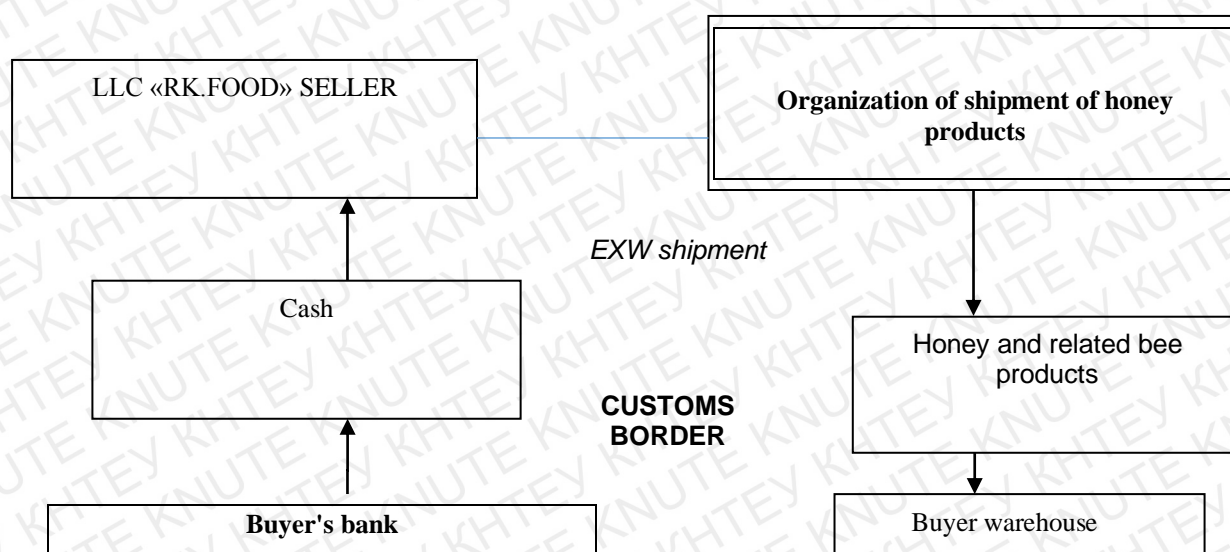 LLC «RK.FOOD» SELLER
Organization of shipment of honey
products
EXW shipment
Cash
Honey and related bee
products
CUSTOMS
BORDER
Buyer's bank
Buyer warehouse